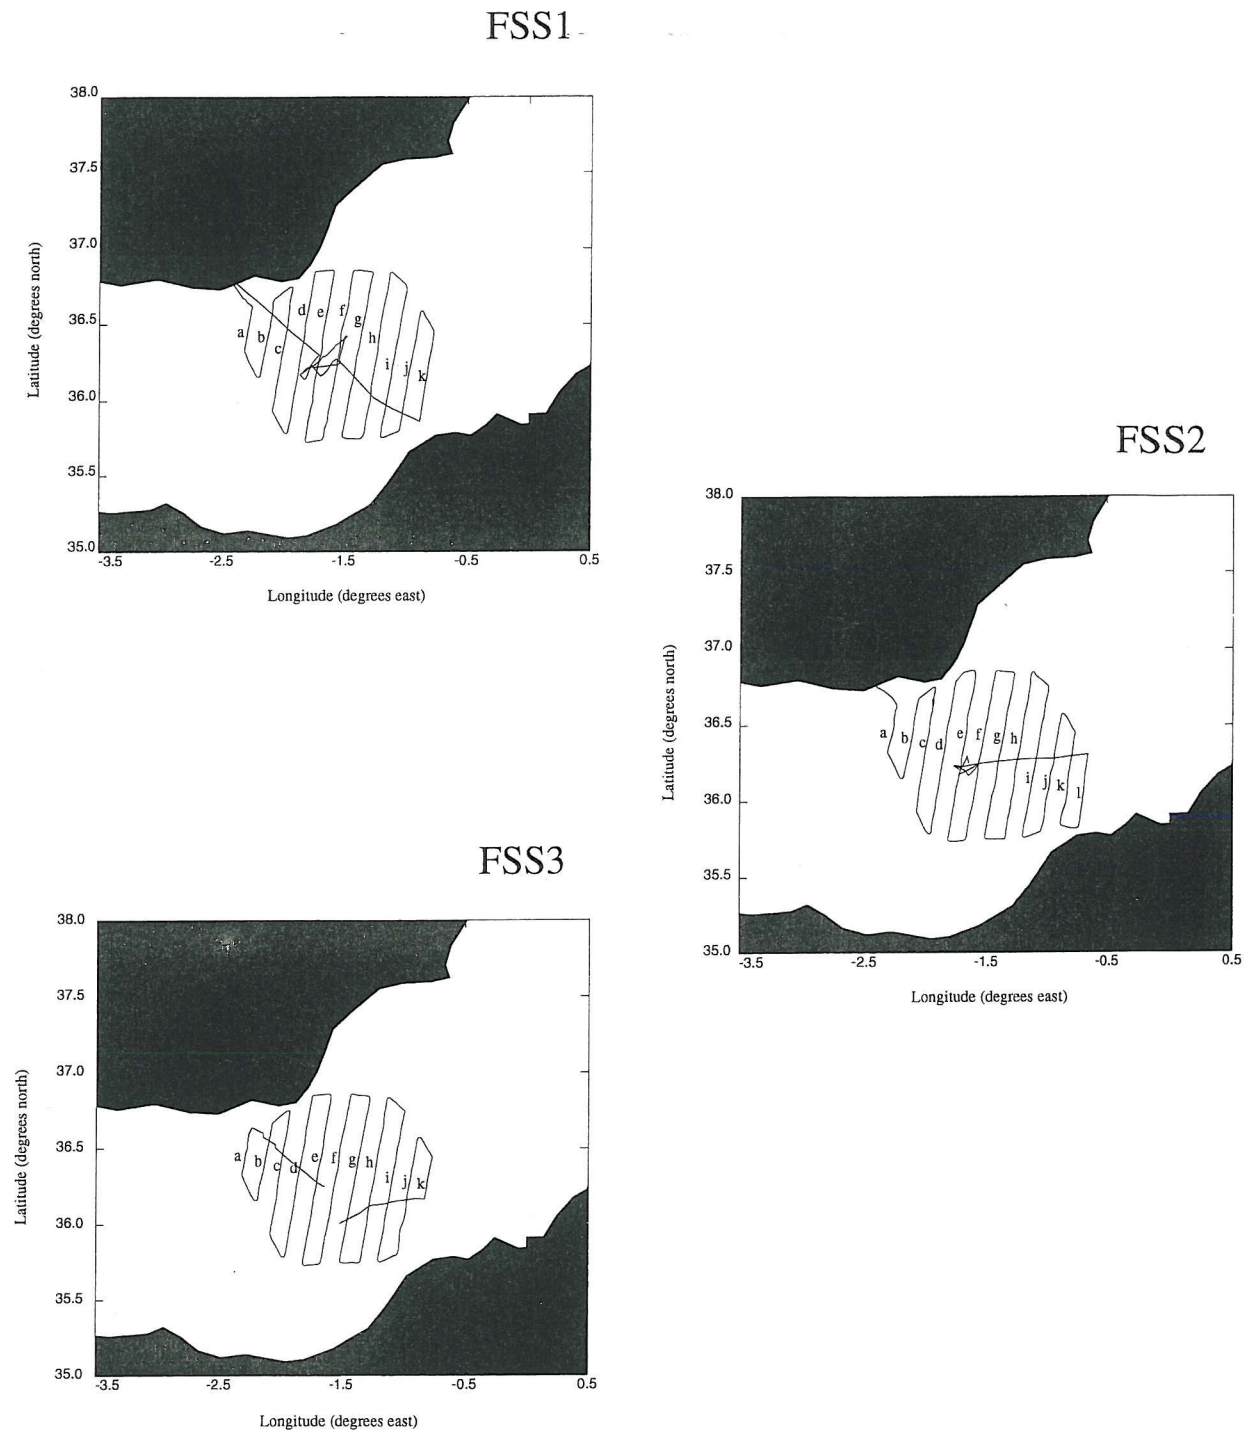 FSS1
38.0
37.5
37.0
36.5
36.0
35.5
35.0
Latitude (degrees north)
a b c d e f g h i j k
-3.5 -2.5 -1.5 -0.5 0.5
Longitude (degrees east)
FSS2
38.0
37.5
37.0
36.5
36.0
35.5
35.0
Latitude (degrees north)
a b c d e f g h i j k l
-3.5 -2.5 -1.5 -0.5 0.5
Longitude (degrees east)
FSS3
38.0
37.5
37.0
36.5
36.0
35.5
35.0
Latitude (degrees north)
a b c d e f g h i j k
-3.5 -2.5 -1.5 -0.5 0.5
Longitude (degrees east)